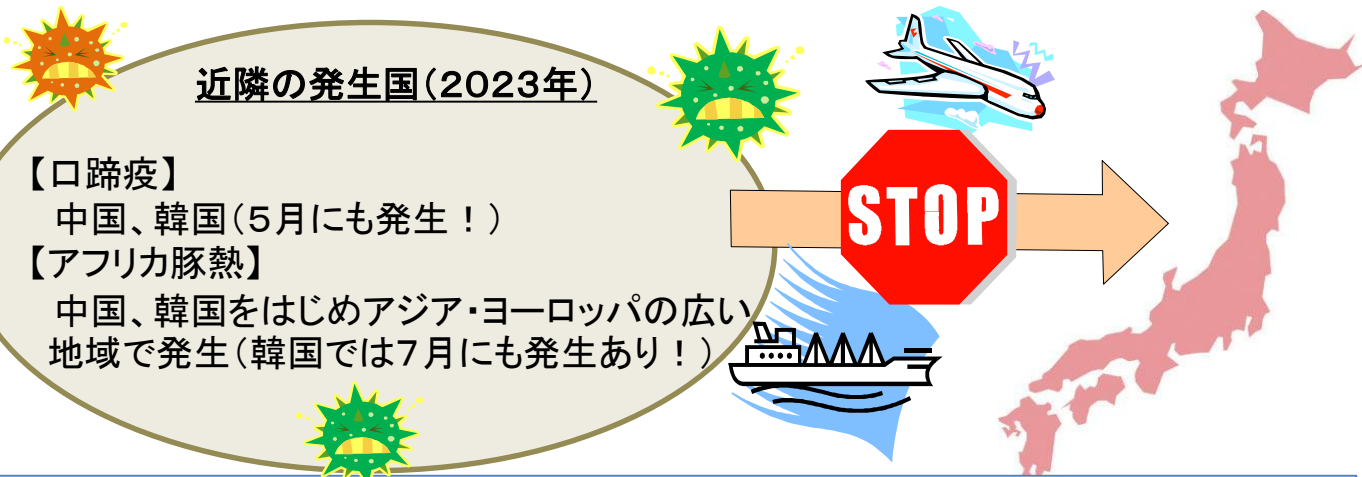 近隣の発生国(2023年)
【口蹄疫】
中国、韓国(5月にも発生!)
【アフリカ豚熱】
中国、韓国をはじめアジア・ヨーロッパの広い
地域で発生(韓国では7月にも発生あり!)
STOP